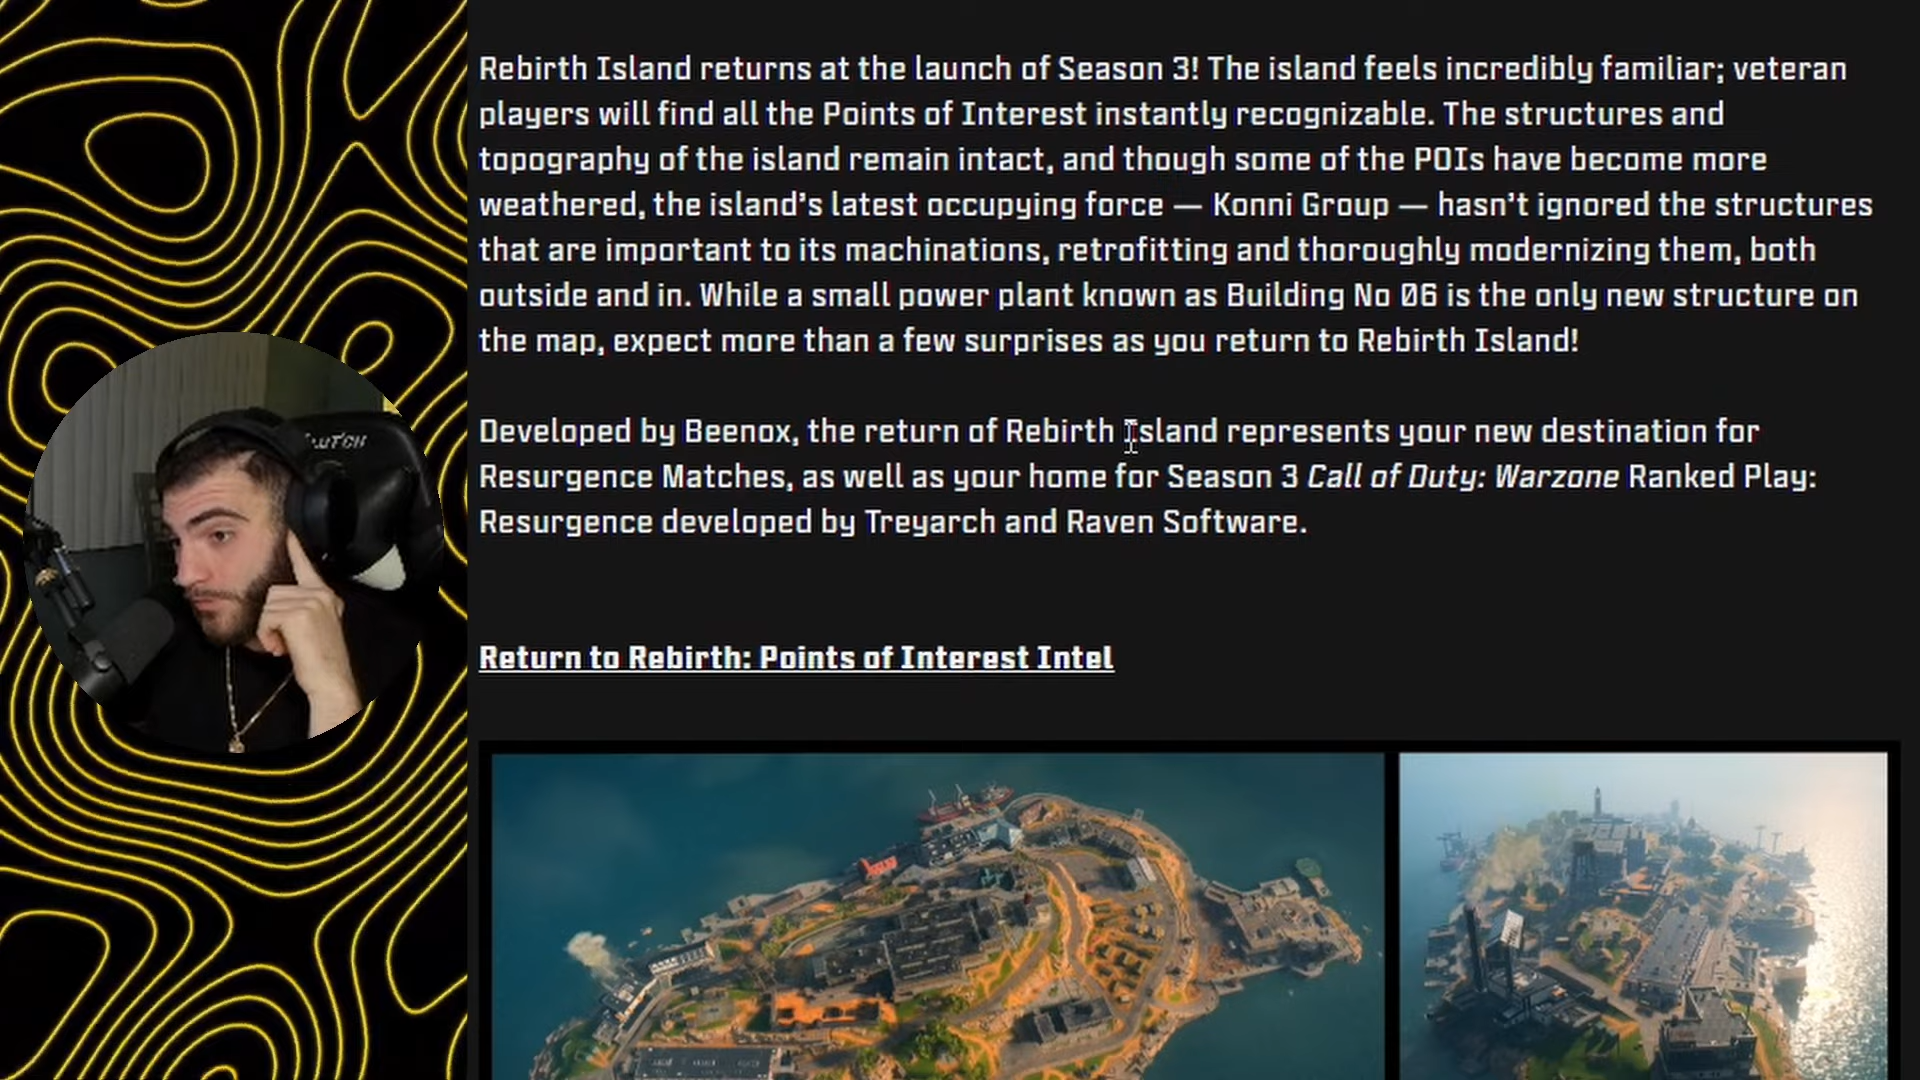 Rebirth Island returns at the launch of Season 3! The island feels incredibly familiar; veteran
players will find all the Points of Interest instantly recognizable. The structures and
topography of the island remain intact, and though some of the POIs have become more
weathered, the island’s latest occupying force — Konni Group — hasn’t ignored the structures
that are important to its machinations, retrofitting and thoroughly modernizing them, both
outside and in. While a small power plant known as Building No 06 is the only new structure on
the map, expect more than a few surprises as you return to Rebirth Island!
Developed by Beenox, the return of Rebirth Island represents your new destination for
Resurgence Matches, as well as your home for Season 3 Call of Duty: Warzone Ranked Play:
Resurgence developed by Treyarch and Raven Software.
Return to Rebirth: Points of Interest Intel